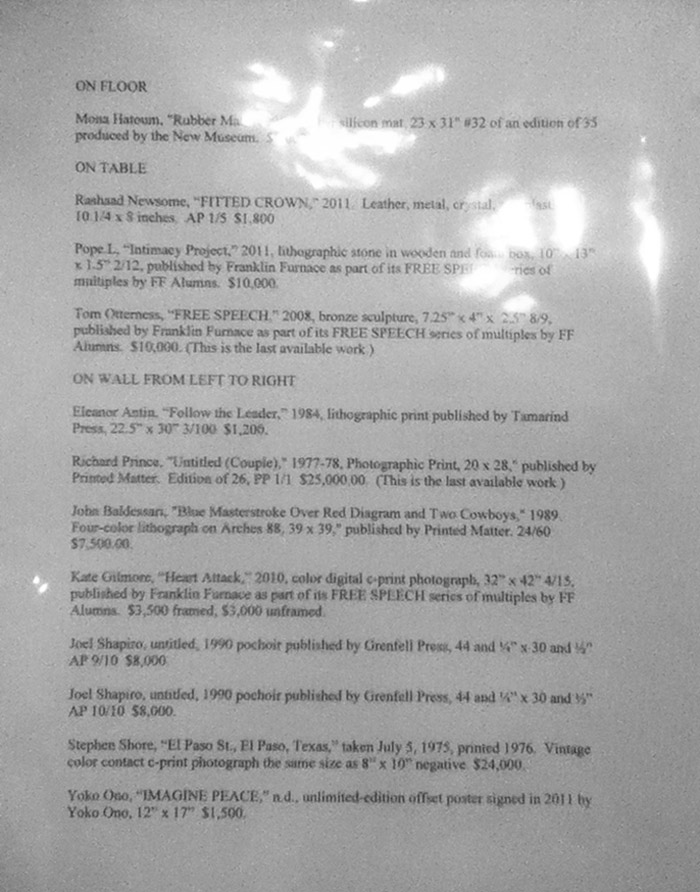 ON FLOOR
Mona Hatoum, "Rubber Ma silicon mat, 23 x 31" #32 of an edition of 35
produced by the New Museum.
ON TABLE
Rashaad Newsome, "FITTED CROWN," 2011. Leather, metal, crystal,
10 1/4 x 8 inches. AP 1/5 $1,800
Pope.L, "Intimacy Project," 2011, lithographic stone in wooden and foam box, 10" x 13"
x 1.5" 2/12, published by Franklin Furnace as part of its FREE SPE ries of
multiples by FF Alumns. $10,000.
Tom Otterness, "FREE SPEECH," 2008, bronze sculpture, 7.25" x 4" x 2.5" 8/9,
published by Franklin Furnace as part of its FREE SPEECH series of multiples by FF
Alumns. $10,000. (This is the last available work.)
ON WALL FROM LEFT TO RIGHT
Eleanor Antin, "Follow the Leader," 1984, lithographic print published by Tamarind
Press, 22.5" x 30" 3/100 $1,200.
Richard Prince, "Untitled (Couple)," 1977-78, Photographic Print, 20 x 28," published by
Printed Matter. Edition of 26, PP 1/1 $25,000.00. (This is the last available work.)
John Baldessari, "Blue Masterstroke Over Red Diagram and Two Cowboys," 1989.
Four-color lithograph on Arches 88, 39 x 39," published by Printed Matter. 24/60
$7,500.00.
Kate Gilmore, "Heart Attack," 2010, color digital c-print photograph, 32" x 42" 4/15,
published by Franklin Furnace as part of its FREE SPEECH series of multiples by FF
Alumns. $3,500 framed, $3,000 unframed.
Joel Shapiro, untitled, 1990 pochoir published by Grenfell Press, 44 and ¼" x 30 and ½"
AP 9/10 $8,000.
Joel Shapiro, untitled, 1990 pochoir published by Grenfell Press, 44 and ¼" x 30 and ½"
AP 10/10 $8,000.
Stephen Shore, "El Paso St., El Paso, Texas," taken July 5, 1975, printed 1976. Vintage
color contact c-print photograph the same size as 8" x 10" negative. $24,000.
Yoko Ono, "IMAGINE PEACE," n.d., unlimited-edition offset poster signed in 2011 by
Yoko Ono, 12" x 17" $1,500.